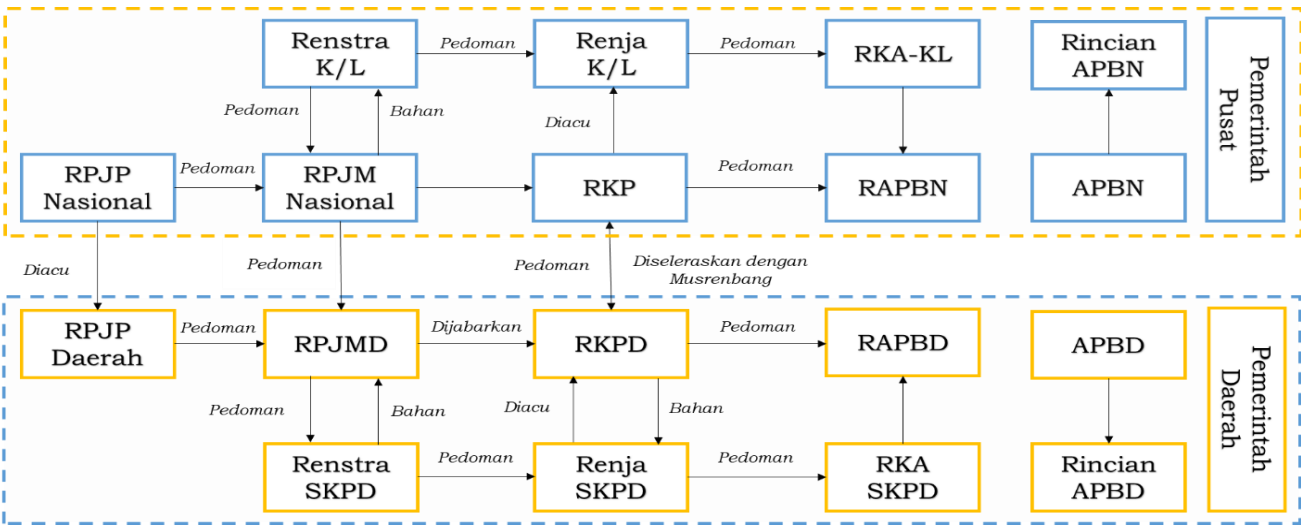 Renstra
K/L
Pedoman
Renja
K/L
Pedoman
RKA-KL
Rincian
APBN
Pemerintah
Pusat
Pedoman
Bahan
Diacu
RPJP
Nasional
Pedoman
RPJM
Nasional
RKP
Pedoman
RAPBN
APBN
Diacu
Pedoman
Pedoman
Diseleraskan dengan
Musrenbang
RPJP
Daerah
Pedoman
RPJMD
Dijabarkan
RKPD
Pedoman
RAPBD
APBD
Pemerintah
Daerah
Pedoman
Bahan
Diacu
Bahan
Renstra
SKPD
Pedoman
Renja
SKPD
Pedoman
RKA
SKPD
Rincian
APBD